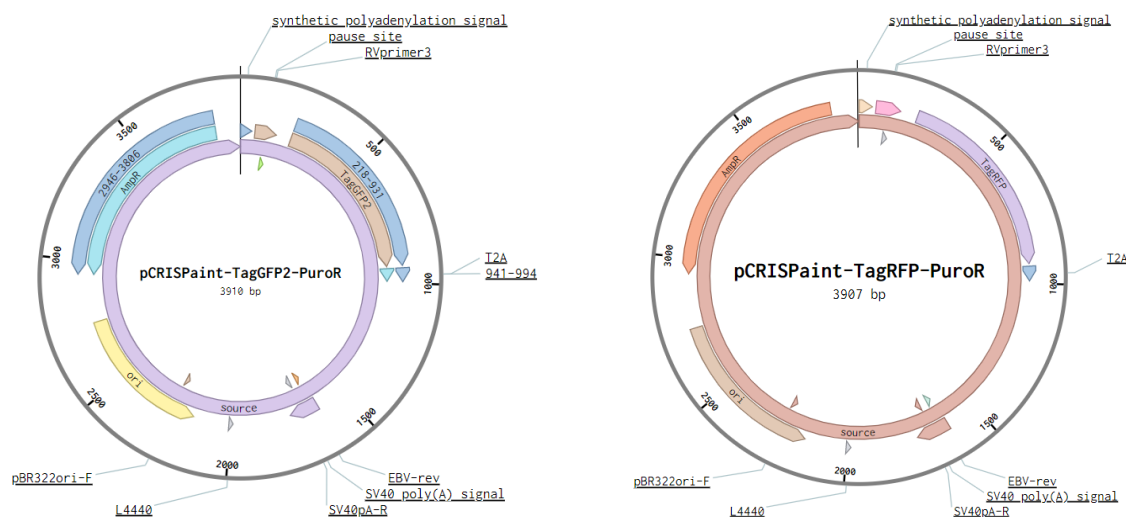 synthetic polyadenylation signal
pause site
RVprimer3
3500
500
2946-3806
AmpR
218-931
TagGFP2
3000
pCRISPaint-TagGFP2-PuroR
3910 bp
T2A
941-994
1000
ori
2500
source
1500
2000
pBR322ori-F
L4440
EBV-rev
SV40 poly(A) signal
SV40pA-R
synthetic polyadenylation signal
pause site
RVprimer3
3500
500
AmpR
TagRFP
3000
pCRISPaint-TagRFP-PuroR
3907 bp
T2A
1000
ori
2500
source
1500
2000
pBR322ori-F
L4440
EBV-rev
SV40 poly(A) signal
SV40pA-R